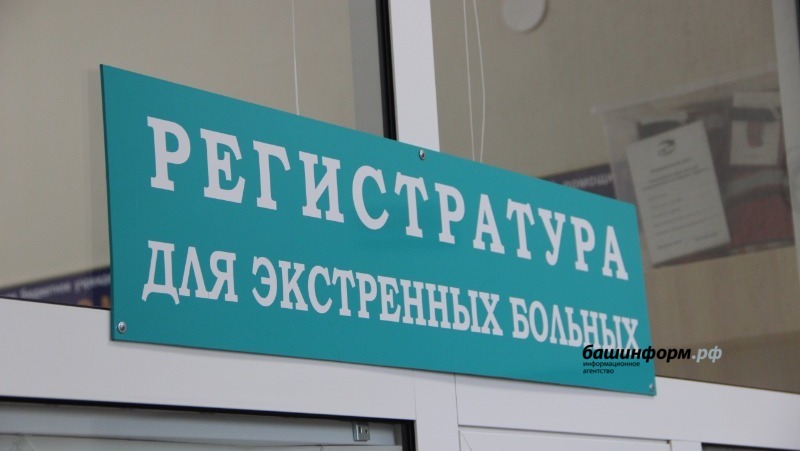 РЕГИСТРАТУРА
ДЛЯ ЭКСТРЕННЫХ БОЛЬНЫХ
башинформ.рф
информационное
агентство